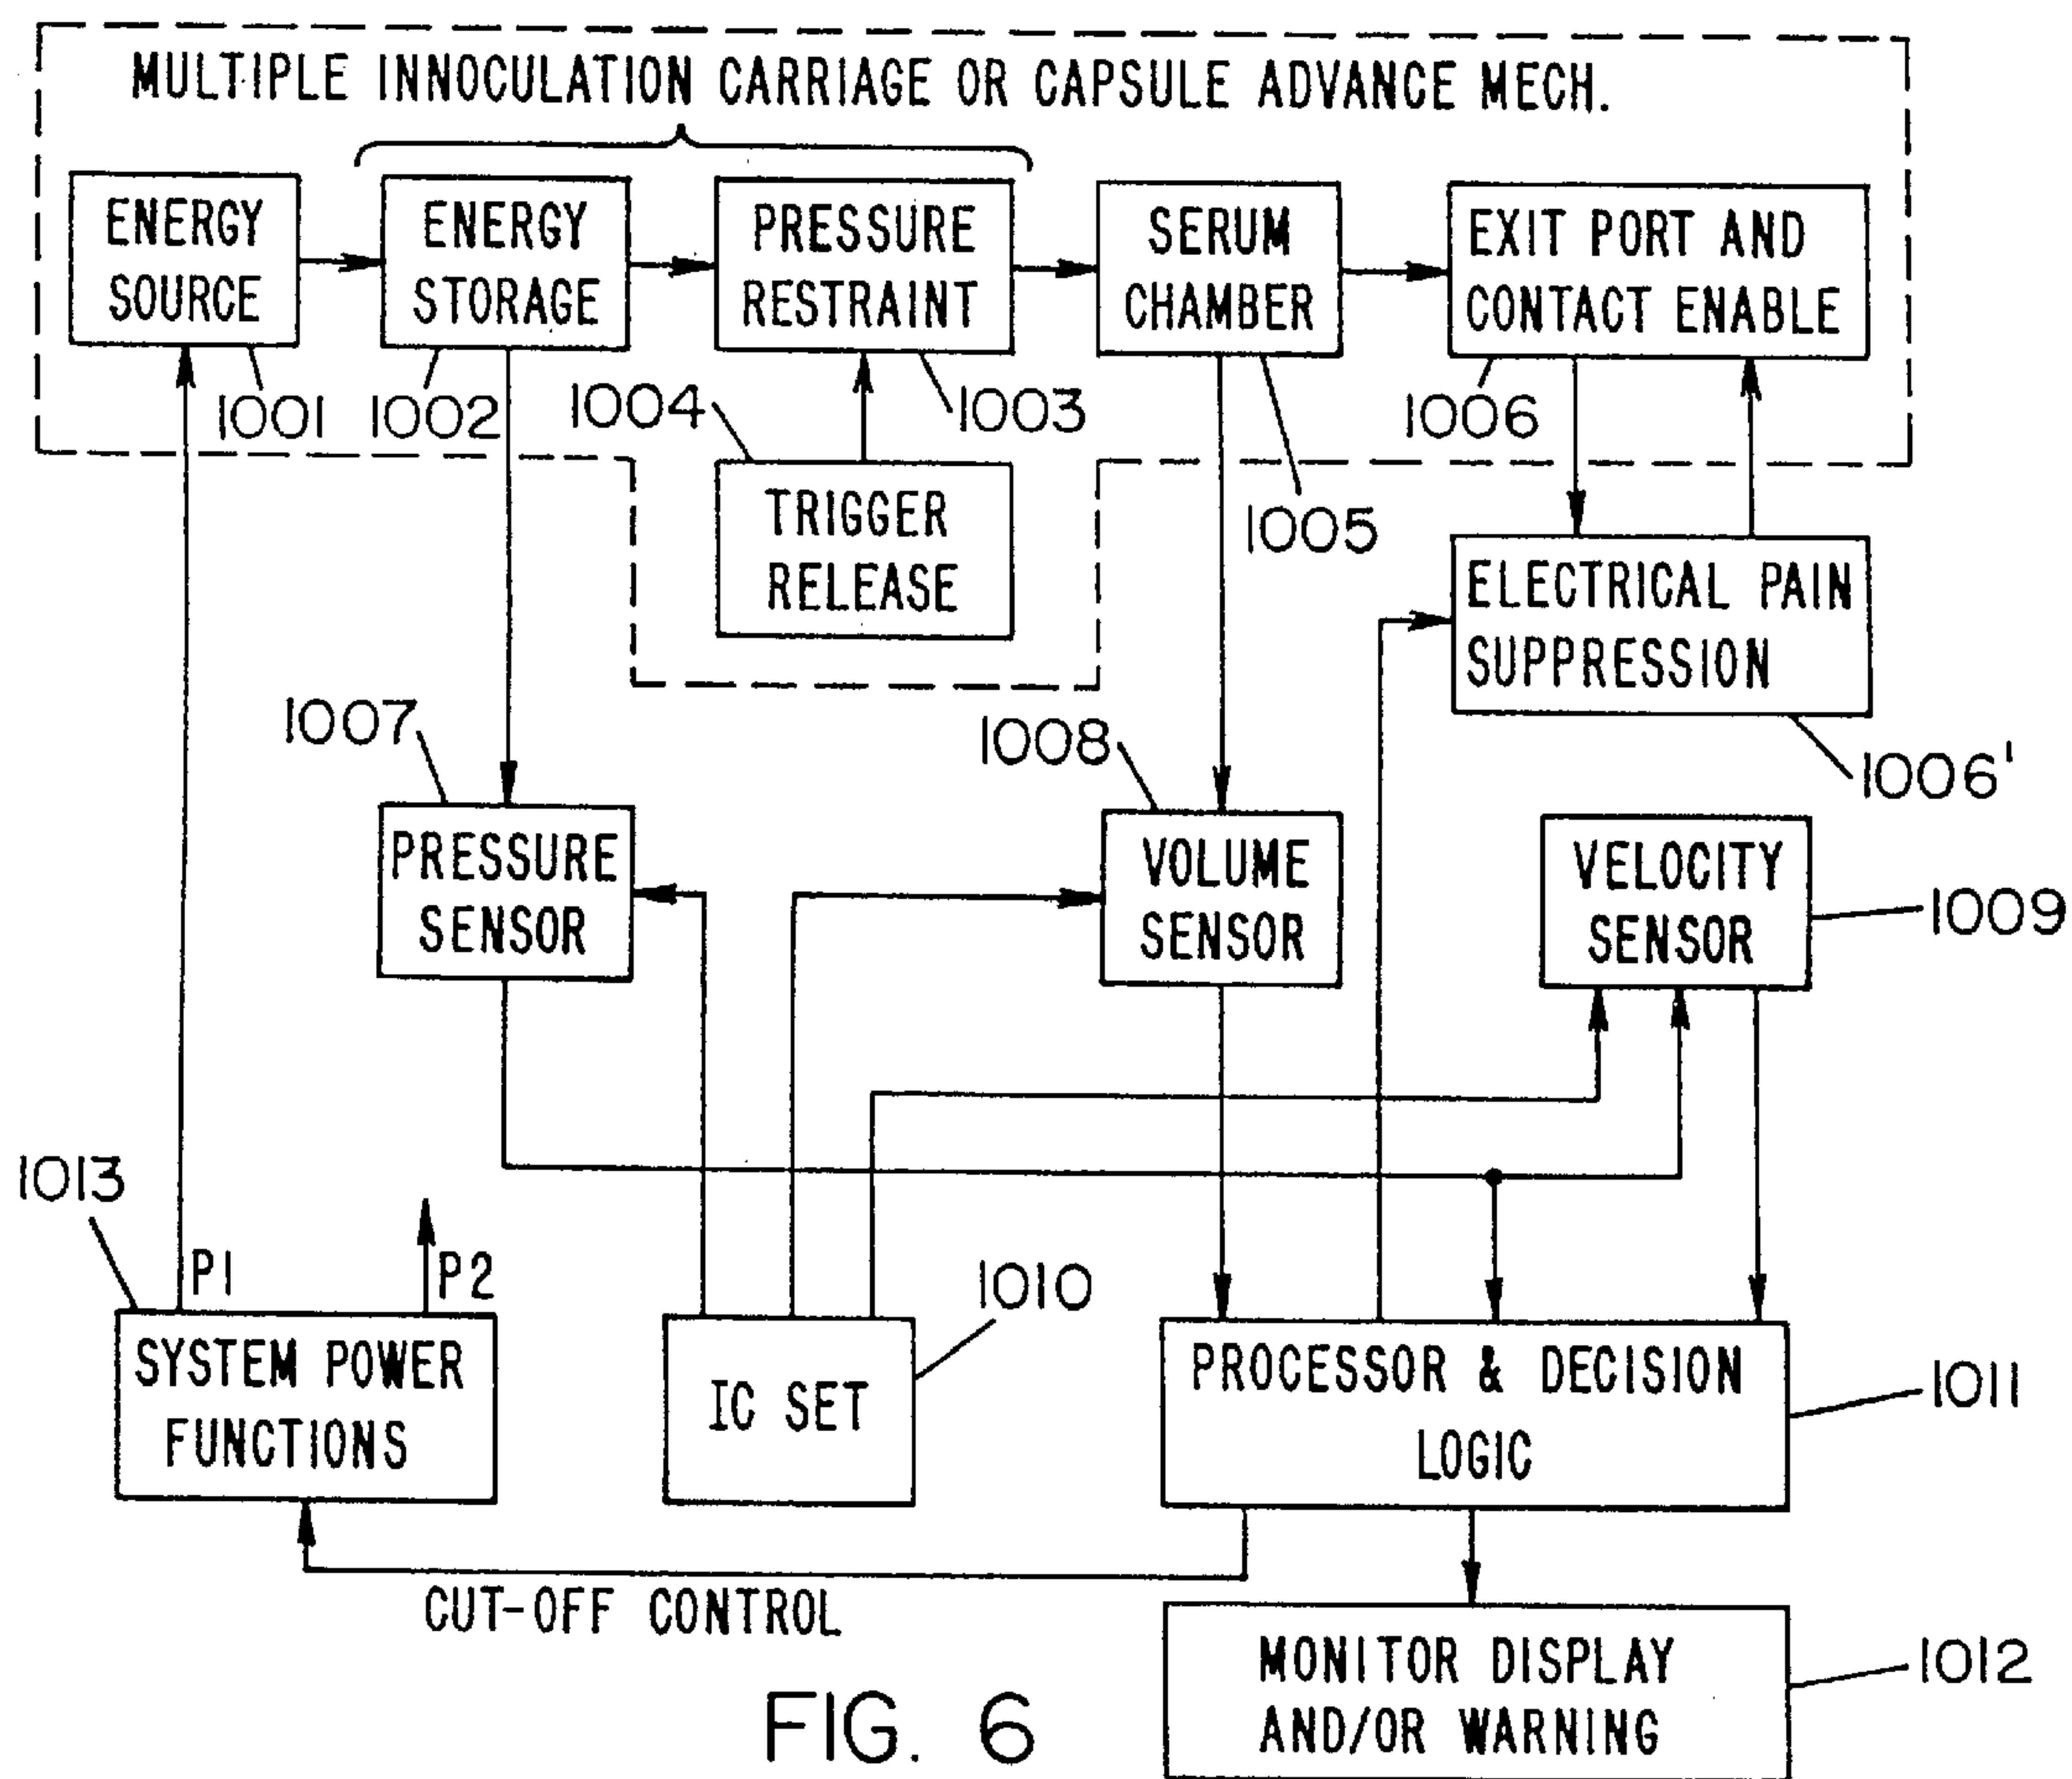 MULTIPLE INNOCULATION CARRIAGE OR CAPSULE ADVANCE MECH.
ENERGY
SOURCE
ENERGY
STORAGE
PRESSURE
RESTRAINT
SERUM
CHAMBER
EXIT PORT AND
CONTACT ENABLE
1001
1002
1004
1003
1006
1005
TRIGGER
RELEASE
ELECTRICAL PAIN
SUPPRESSION
1006'
1007
1008
PRESSURE
SENSOR
VOLUME
SENSOR
VELOCITY
SENSOR
1009
1013
P1
P2
1010
SYSTEM POWER
FUNCTIONS
IC SET
PROCESSOR & DECISION
LOGIC
1011
CUT-OFF CONTROL
MONITOR DISPLAY
AND/OR WARNING
1012
FIG. 6